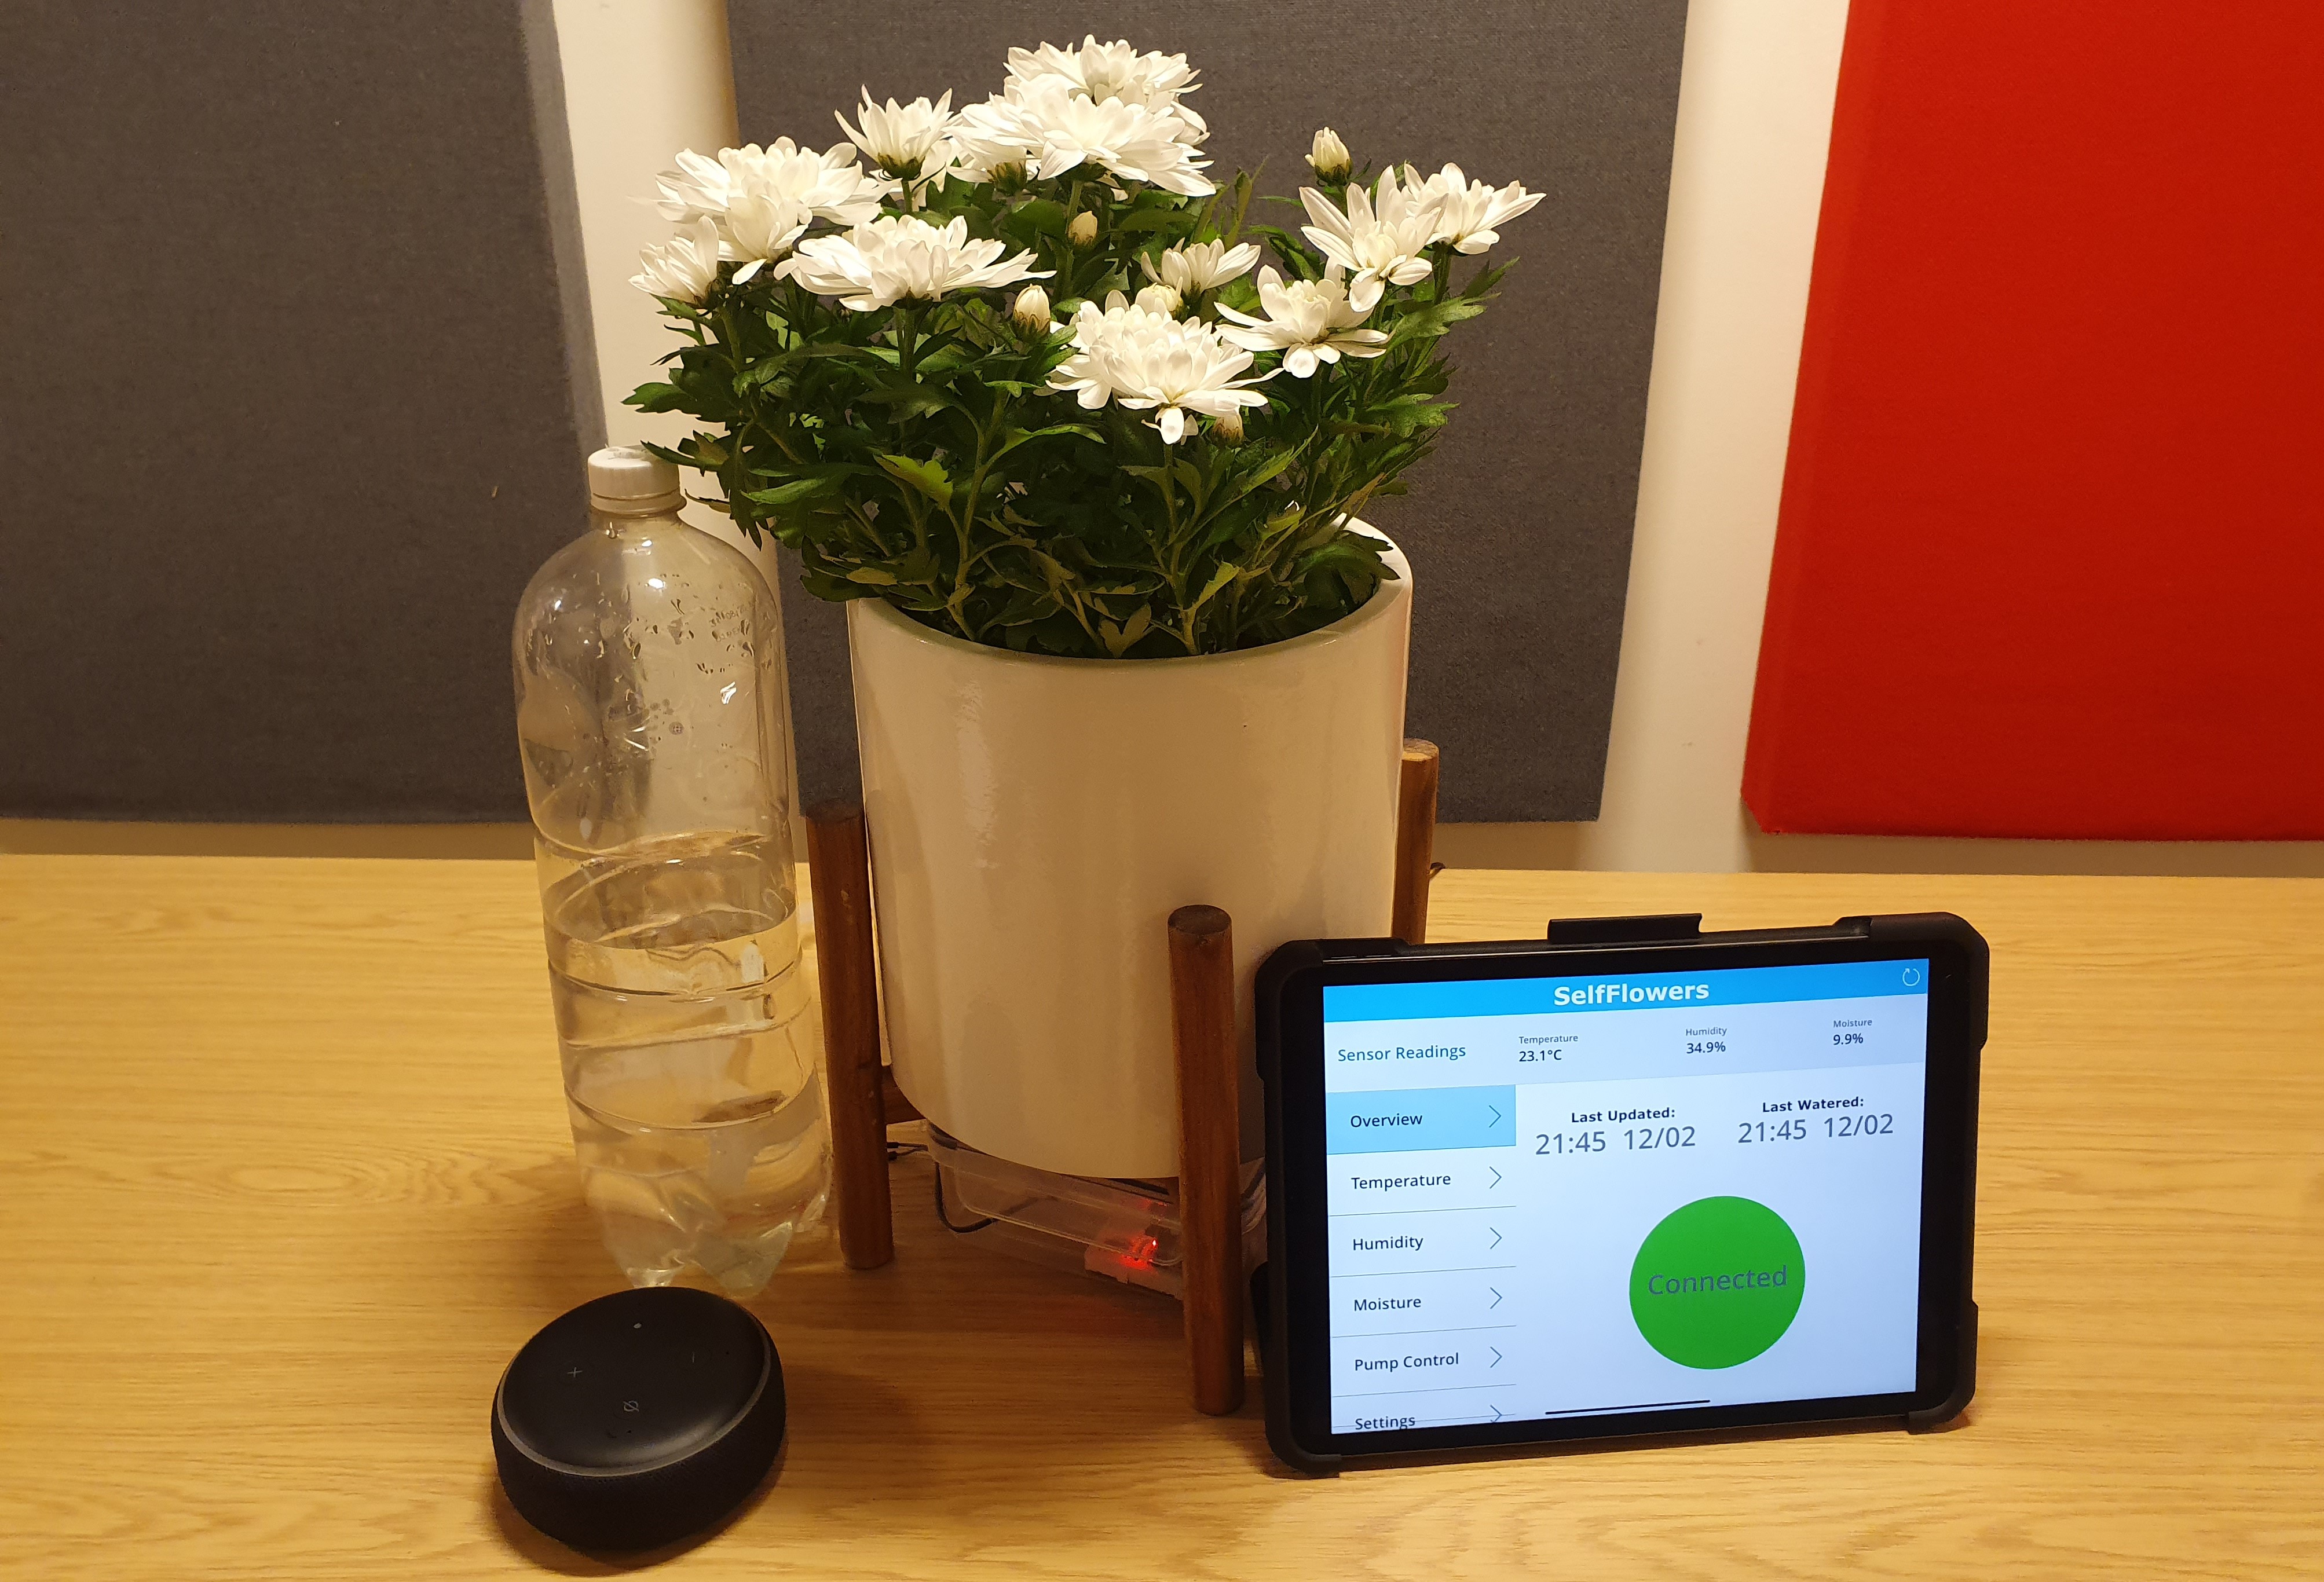 SelfFlowers
Sensor Readings
Temperature
23.1°C
Humidity
34.9%
Moisture
9.9%
Overview
Temperature
Humidity
Moisture
Pump Control
Settings
Last Updated:
21:45 12/02
Last Watered:
21:45 12/02
Connected